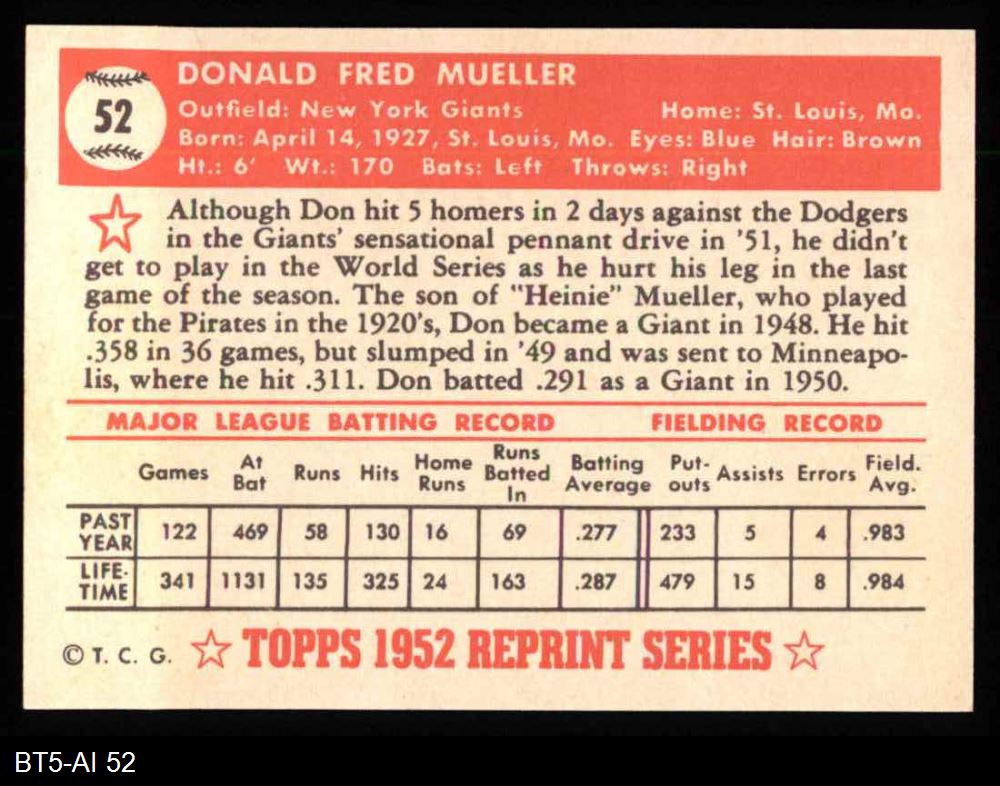 52
DONALD FRED MUELLER
Outfield: New York Giants Home: St. Louis, Mo.
Born: April 14, 1927, St. Louis, Mo. Eyes: Blue Hair: Brown
Ht.: 6' Wt.: 170 Bats: Left Throws: Right
Although Don hit 5 homers in 2 days against the Dodgers
in the Giants' sensational pennant drive in '51, he didn't
get to play in the World Series as he hurt his leg in the last
game of the season. The son of "Heinie" Mueller, who played
for the Pirates in the 1920's, Don became a Giant in 1948. He hit
.358 in 36 games, but slumped in '49 and was sent to Minneapo-
lis, where he hit .311. Don batted .291 as a Giant in 1950.
MAJOR LEAGUE BATTING RECORD FIELDING RECORD
Games At Bat Runs Hits Home Runs Runs Batted In Batting Average Put-outs Assists Errors Field. Avg.
PAST YEAR 122 469 58 130 16 69 .277 233 5 4 .983
LIFE-TIME 341 1131 135 325 24 163 .287 479 15 8 .984
© T. C. G. ☆ TOPPS 1952 REPRINT SERIES ☆
BT5-AI 52